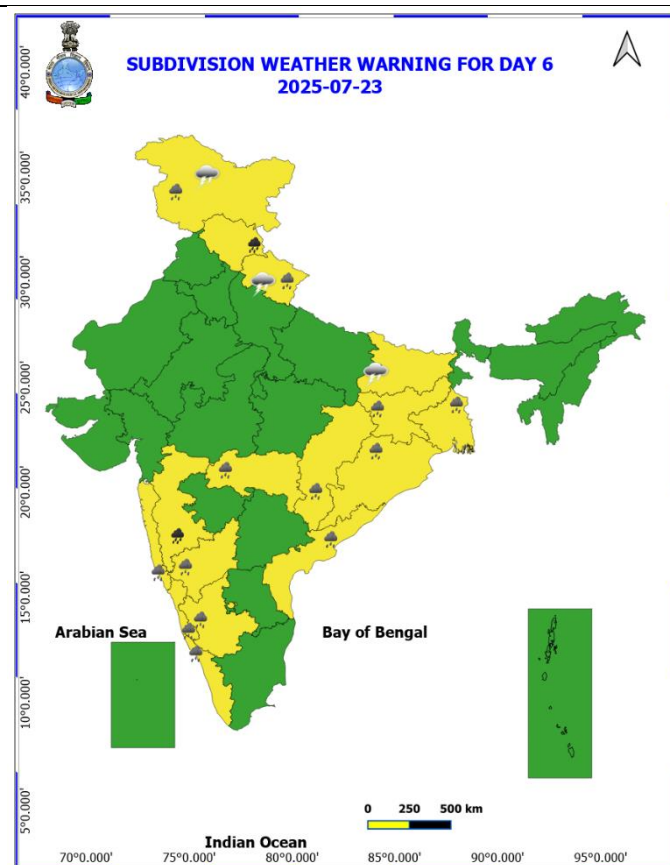 SUBDIVISION WEATHER WARNING FOR DAY 6
2025-07-23
40°0.000'
35°0.000'
30°0.000'
25°0.000'
20°0.000'
15°0.000'
10°0.000'
5°0.000'
Arabian Sea
Bay of Bengal
0 250 500 km
Indian Ocean
70°0.000' 75°0.000' 80°0.000' 85°0.000' 90°0.000' 95°0.000'